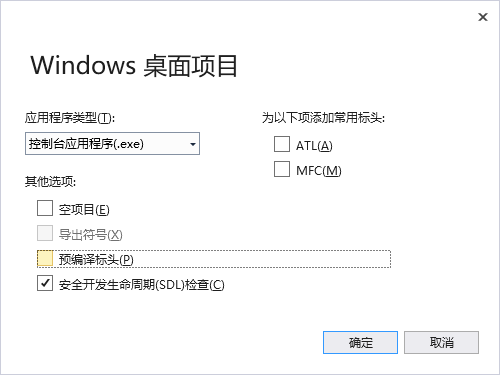 Windows 桌面项目
应用程序类型(T):
控制台应用程序(.exe)
其他选项:
空项目(E)
导出符号(X)
预编译标头(P)
安全开发生命周期(SDL)检查(C)
为以下项添加常用标头:
ATL(A)
MFC(M)
确定
取消